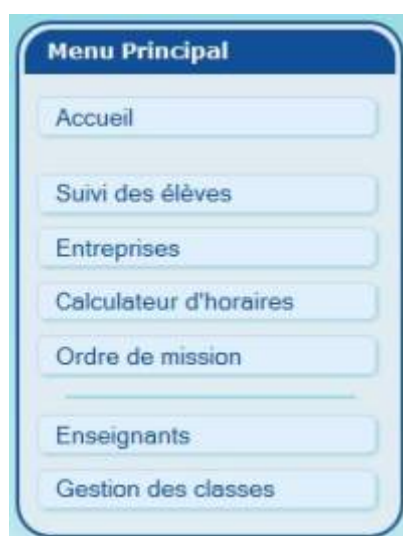 Menu Principal
Accueil
Suivi des élèves
Entreprises
Calculateur d'horaires
Ordre de mission
Enseignants
Gestion des classes